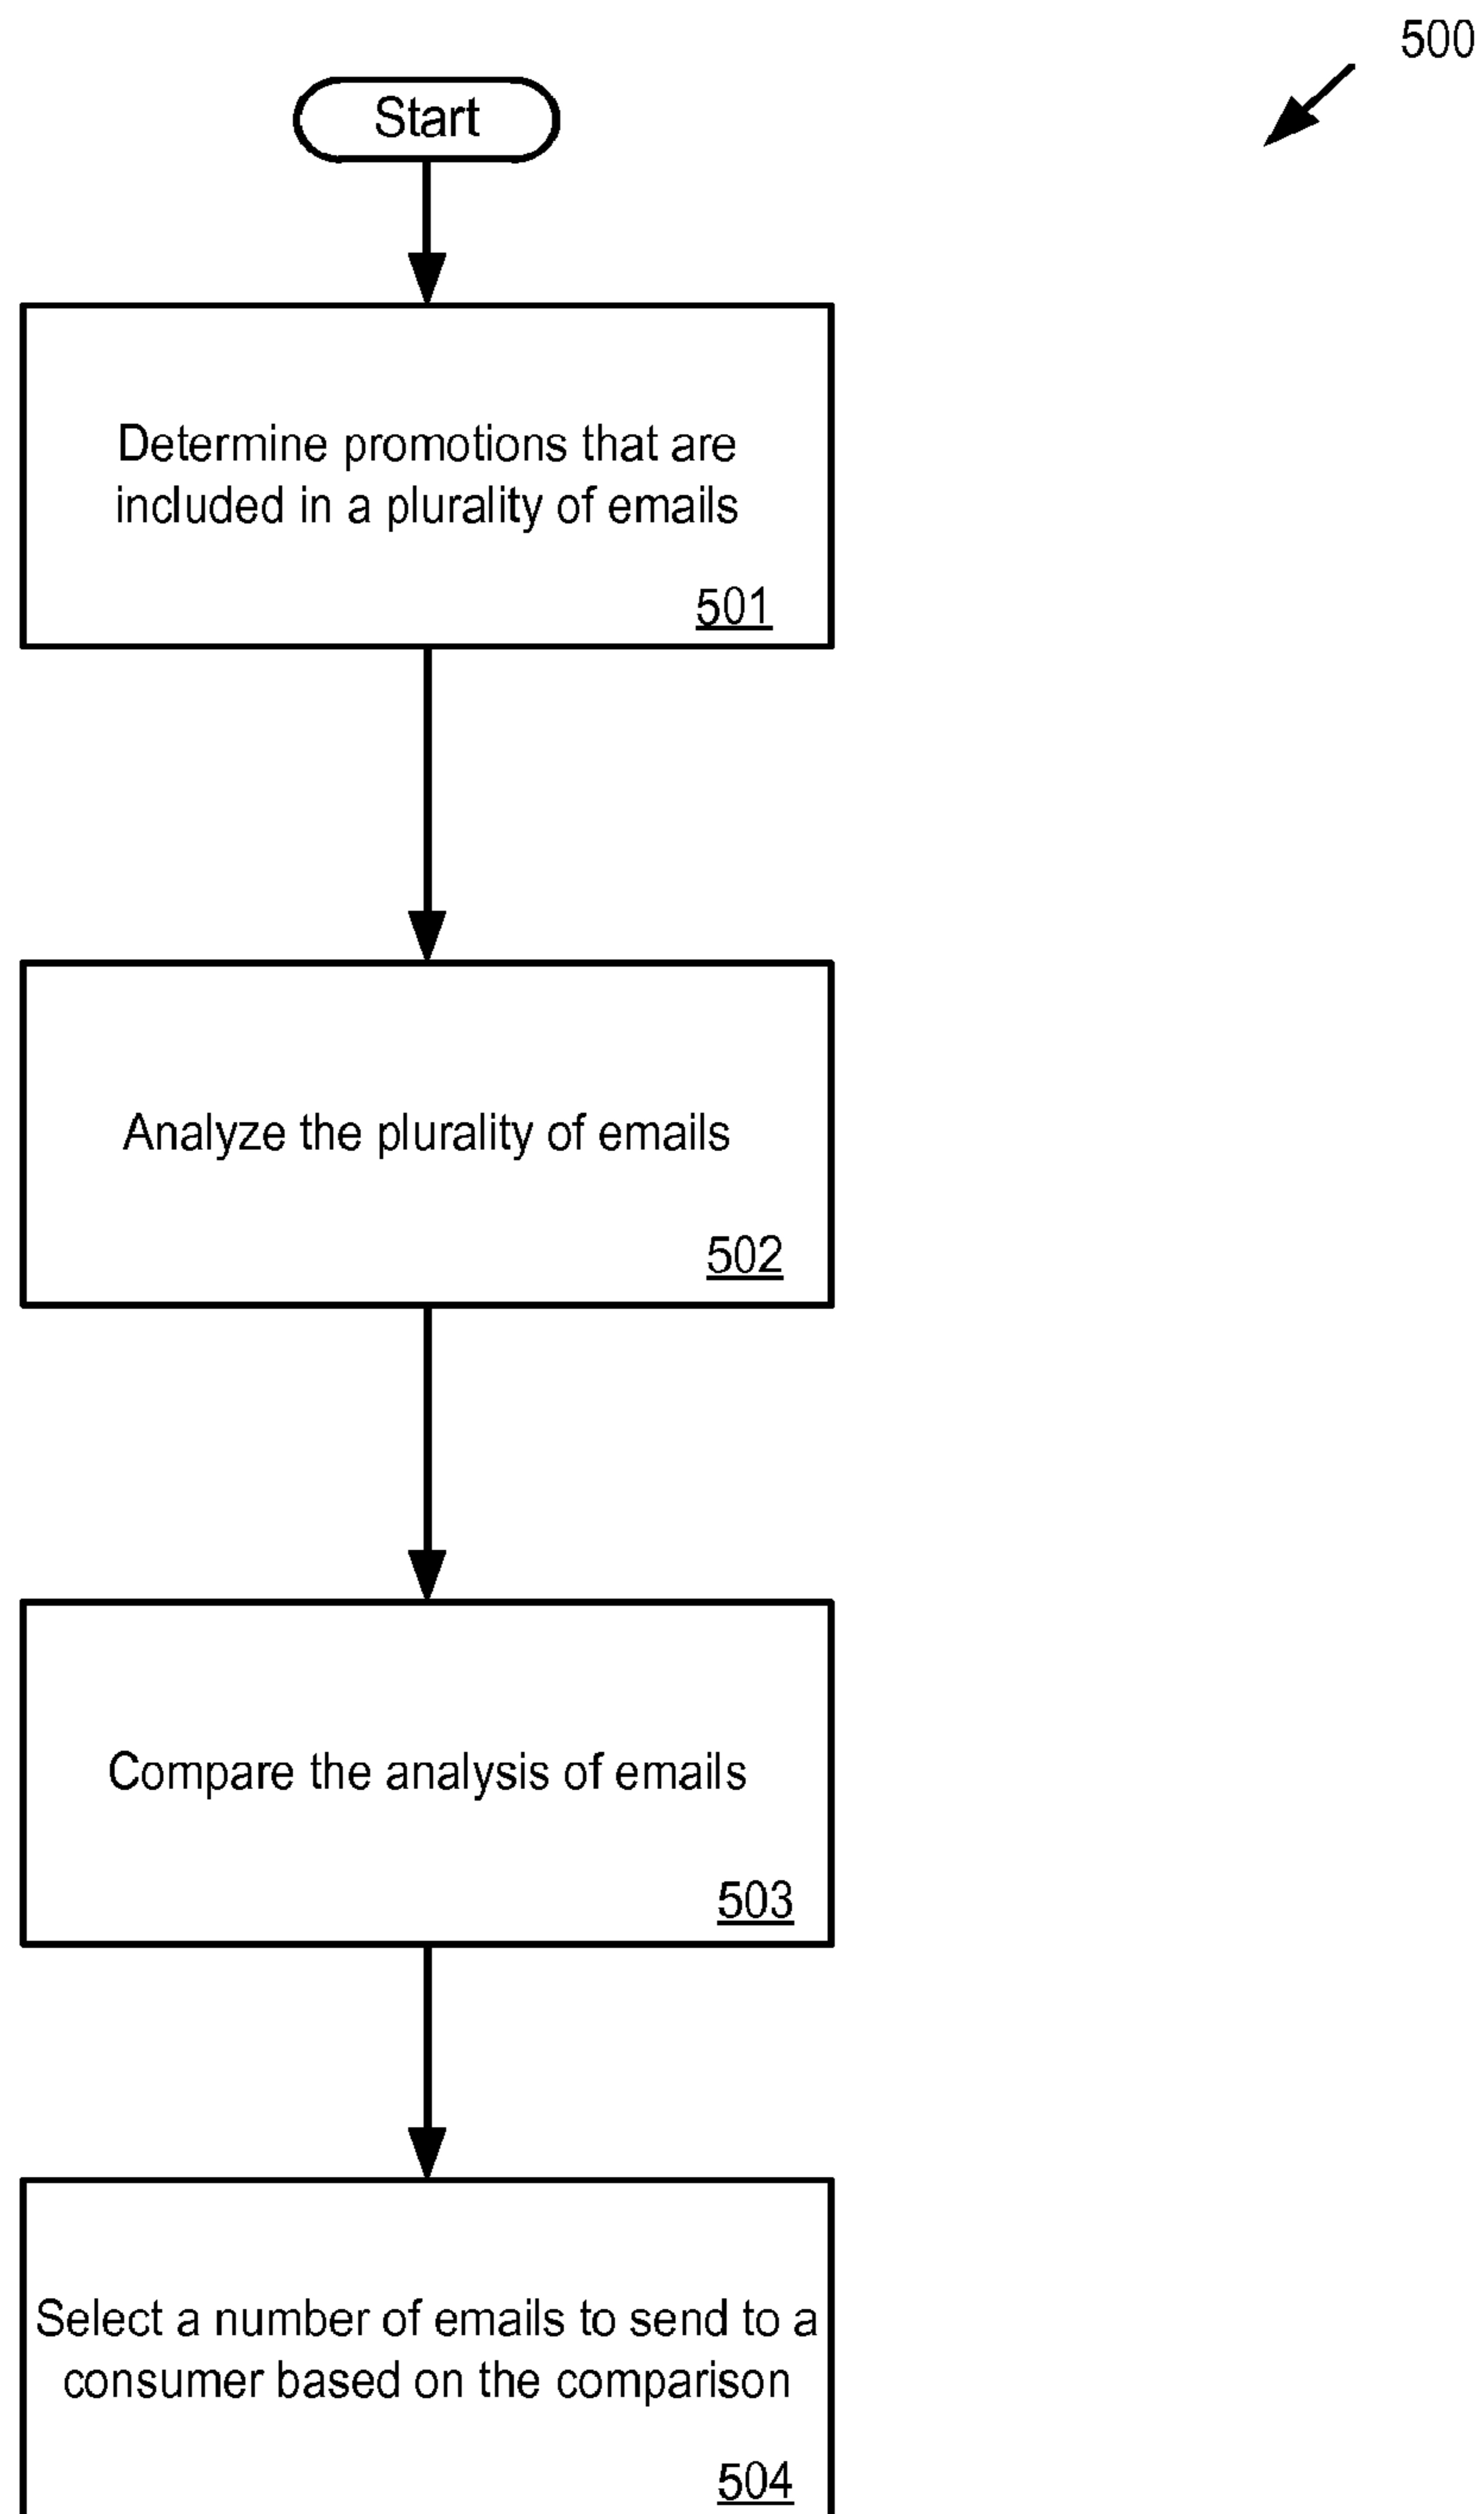 500
Start
Determine promotions that are
included in a plurality of emails
501
Analyze the plurality of emails
502
Compare the analysis of emails
503
Select a number of emails to send to a
consumer based on the comparison
504